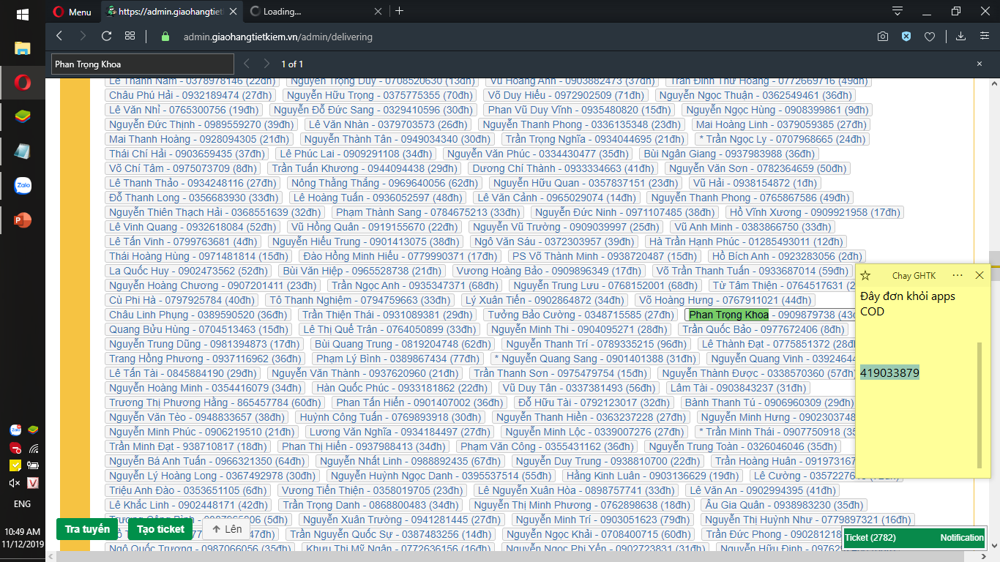 Menu
https://admin.giaohangtiet
Loading...
admin.giaohangtietkiem.vn/admin/delivering
Phan Trọng Khoa
1 of 1
Lê Thanh Nam - 0378978146 (22đh) Nguyễn Trọng Duy - 0708520630 (13đh) Vũ Hoàng Anh - 0903882473 (37đh) Trần Đình Thư Hoàng - 0772669716 (49đh)
Châu Phú Hải - 0932189474 (27đh) Nguyễn Hữu Trọng - 0375775355 (70đh) Võ Duy Hiếu - 0972902509 (71đh) Nguyễn Ngọc Thuận - 0362549461 (36đh)
Lê Văn Nhỉ - 0765300756 (19đh) Nguyễn Đỗ Đức Sang - 0329410596 (30đh) Phan Vũ Duy Vĩnh - 0935480820 (15đh) Nguyễn Ngọc Hùng - 0908399861 (9đh)
Nguyễn Đức Thịnh - 0989559270 (39đh) Lê Văn Nhàn - 0379703573 (26đh) Nguyễn Thanh Phong - 0336135348 (23đh) Mai Hoàng Linh - 0379059385 (27đh)
Mai Thanh Hoàng - 0928094305 (21đh) Nguyễn Thành Tân - 0949034340 (30đh) Trần Trọng Nghĩa - 0934044695 (21đh) * Trần Ngọc Ly - 0707968665 (24đh)
Thái Chí Hải - 0903659435 (37đh) Lê Phúc Lai - 0909291108 (34đh) Nguyễn Văn Phúc - 0334430477 (35đh) Bùi Ngân Giang - 0937983988 (36đh)
Võ Chí Tâm - 0975073709 (8đh) Trần Tuấn Khương - 0944094438 (29đh) Dương Chí Thành - 0933334663 (41đh) Nguyễn Văn Sơn - 0782364659 (50đh)
Lê Thanh Thảo - 0934248116 (27đh) Nông Thằng Thắng - 0969640056 (62đh) Nguyễn Hữu Quan - 0357837151 (23đh) Vũ Hải - 0938154872 (1đh)
Đỗ Thanh Long - 0356683930 (33đh) Lê Hoàng Tuấn - 0936052597 (48đh) Lê Văn Cảnh - 0965029074 (14đh) Nguyễn Thanh Phong - 0765867586 (49đh)
Nguyễn Thiên Thạch Hải - 0368551639 (32đh) Phạm Thành Sang - 0784675213 (33đh) Nguyễn Đức Ninh - 0971107485 (38đh) Hồ Vĩnh Xương - 0909921958 (17đh)
Lê Vinh Quang - 0932618084 (52đh) Vũ Hồng Quân - 0919155670 (22đh) Nguyễn Vũ Trường - 0909039997 (25đh) Vũ Anh Minh - 0383866750 (33đh)
Lê Tấn Vinh - 0799763681 (4đh) Nguyễn Hiếu Trung - 0901413075 (38đh) Ngô Văn Sáu - 0372303957 (39đh) Hà Trần Hạnh Phúc - 01285493011 (12đh)
Thái Hoàng Hùng - 0971481814 (15đh) Đào Hồng Minh Hiếu - 0779990371 (17đh) PS Võ Thành Minh - 0938720487 (15đh) Hồ Bích Anh - 0923283056 (2đh)
La Quốc Huy - 0902473562 (52đh) Bùi Văn Hiệp - 0965528738 (21đh) Vương Hoàng Bảo - 0909896349 (17đh) Võ Trần Thanh Tuấn - 0933687014 (59đh)
Nguyễn Hoàng Chương - 0907201411 (23đh) Trần Ngọc Anh - 0935347371 (68đh) Nguyễn Trung Lưu - 0768152001 (68đh) Từ Tâm Thiện - 0764517631 (2
Cù Phi Hà - 0797925784 (40đh) Tô Thanh Nghiệm - 0794759663 (33đh) Lý Xuân Tiến - 0902864872 (34đh) Võ Hoàng Hưng - 0767911021 (44đh)
Châu Linh Phụng - 0389590520 (36đh) Trần Thiện Thái - 0931089381 (29đh) Tưởng Bảo Cường - 0348715585 (27đh) Phan Trọng Khoa - 0909879738 (43
Quang Bửu Hùng - 0704513463 (15đh) Lê Thị Quế Trân - 0764050899 (33đh) Nguyễn Minh Thi - 0904095271 (28đh) Trần Quốc Bảo - 0977672406 (8đh)
Nguyễn Trung Dũng - 0981394873 (17đh) Bùi Quang Trung - 0819204748 (62đh) Nguyễn Thanh Trí - 0789335215 (96đh) Lê Thành Đạt - 0775851372 (28đh
Trang Hồng Phương - 0937116962 (36đh) Phạm Lý Bình - 0389867434 (77đh) * Nguyễn Quang Sang - 0901401388 (31đh) Nguyễn Quang Vinh - 03924644
Lê Tấn Tài - 0845884190 (29đh) Nguyễn Văn Thành - 0937620960 (21đh) Trần Thanh Sơn - 0975479754 (15đh) Nguyễn Thành Được - 0338570360 (57đh
Nguyễn Hoàng Minh - 0354416079 (34đh) Hàn Quốc Phúc - 0933181862 (22đh) Vũ Duy Tân - 0337381493 (56đh) Lâm Tài - 0903843237 (31đh)
Trương Thị Phương Hằng - 865457784 (60đh) Phan Tấn Hiển - 0901407002 (36đh) Đỗ Hữu Tài - 0792123017 (32đh) Bành Thanh Tú - 0906960309 (29đh)
Nguyễn Văn Tèo - 0948833657 (38đh) Huỳnh Công Tuấn - 0769893918 (30đh) Nguyễn Thanh Hiền - 0363237228 (27đh) Nguyễn Minh Hưng - 0902303748
Nguyễn Minh Phúc - 0906219510 (21đh) Lương Văn Nghĩa - 0934184497 (27đh) Nguyễn Minh Lộc - 0339007276 (27đh) * Trần Minh Thái - 0907750918 (35
Trần Minh Đạt - 938710817 (18đh) Phan Thị Hiến - 0937988413 (34đh) Phạm Văn Công - 0355431162 (36đh) Nguyễn Trung Toàn - 0326046046 (35đh)
Nguyễn Bá Anh Tuấn - 0966321350 (64đh) Nguyễn Nhất Linh - 0988892435 (67đh) Nguyễn Duy Trung - 0938810700 (22đh) Trần Hoàng Huân - 091973167
Nguyễn Lý Hoàng Long - 0367492978 (30đh) Nguyễn Huỳnh Ngọc Danh - 0395537514 (55đh) Hằng Kinh Luân - 0903136629 (19đh) Lê Cường - 035722761
Triệu Anh Đào - 0353651105 (6đh) Vương Tiến Thiện - 0358019705 (23đh) Lê Nguyễn Xuân Hòa - 0898757741 (33đh) Lê Văn An - 0902994395 (41đh)
Lê Khắc Linh - 0902448171 (42đh) Trần Trọng Danh - 0868800483 (34đh) Nguyễn Thị Minh Phương - 0762898638 (18đh) Âu Gia Quân - 0938983230 (35đh)
(5đh) Nguyễn Xuân Trường - 0941281445 (27đh) Nguyễn Minh Trí - 0903051623 (79đh) Nguyễn Thị Huỳnh Như - 0779897321 (16đh)
47đh) Trần Nguyễn Quốc Sự - 0387483256 (14đh) Nguyễn Ngọc Khải - 0708400715 (60đh) Trần Đức Phong - 090281218
Ngô Quốc Trương - 0987066056 (35đh) Khưu Thị Mỹ Ngân - 0772636156 (16đh) Nguyễn Ngọc Phi Yến - 0902723831 (31đh) Nguyễn Hữu Định - 09762
Chay GHTK
Đây đơn khỏi apps
COD
419033879
Tra tuyến
Tạo ticket
Lên
Ticket (2782) Notification
ENG
10:49 AM
11/12/2019